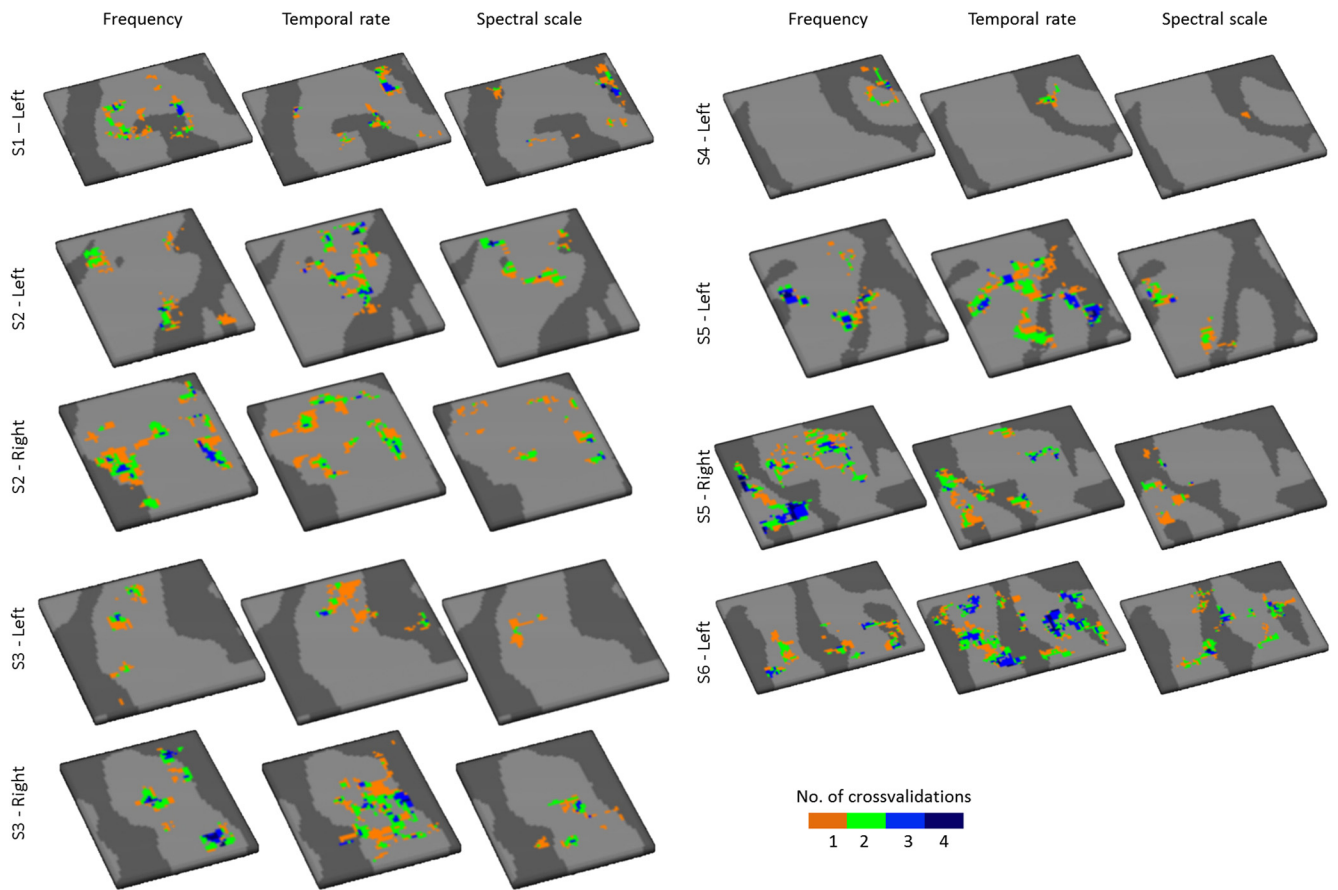 Frequency Temporal rate Spectral scale
S1 – Left
S2 - Left
S2 - Right
S3 - Left
S3 - Right
Frequency Temporal rate Spectral scale
S4 - Left
S5 - Left
S5 - Right
S6 - Left
No. of crossvalidations
1 2 3 4